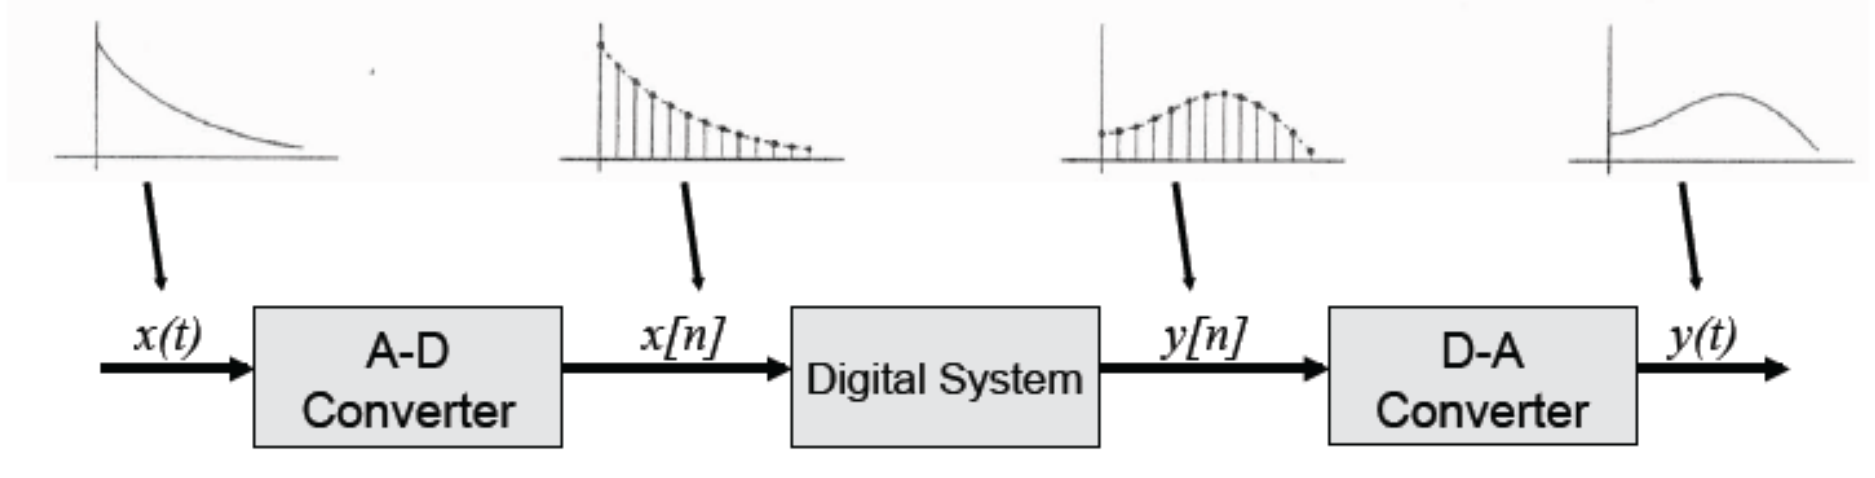 x(t)
A-D
Converter
x[n]
Digital System
y[n]
D-A
Converter
y(t)